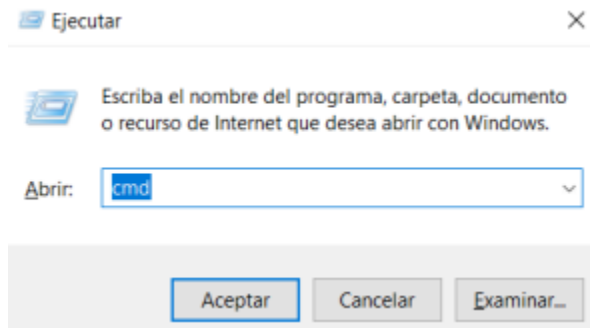 Ejecutar
Escriba el nombre del programa, carpeta, documento
o recurso de Internet que desea abrir con Windows.
Abrir: cmd
Aceptar Cancelar Examinar...